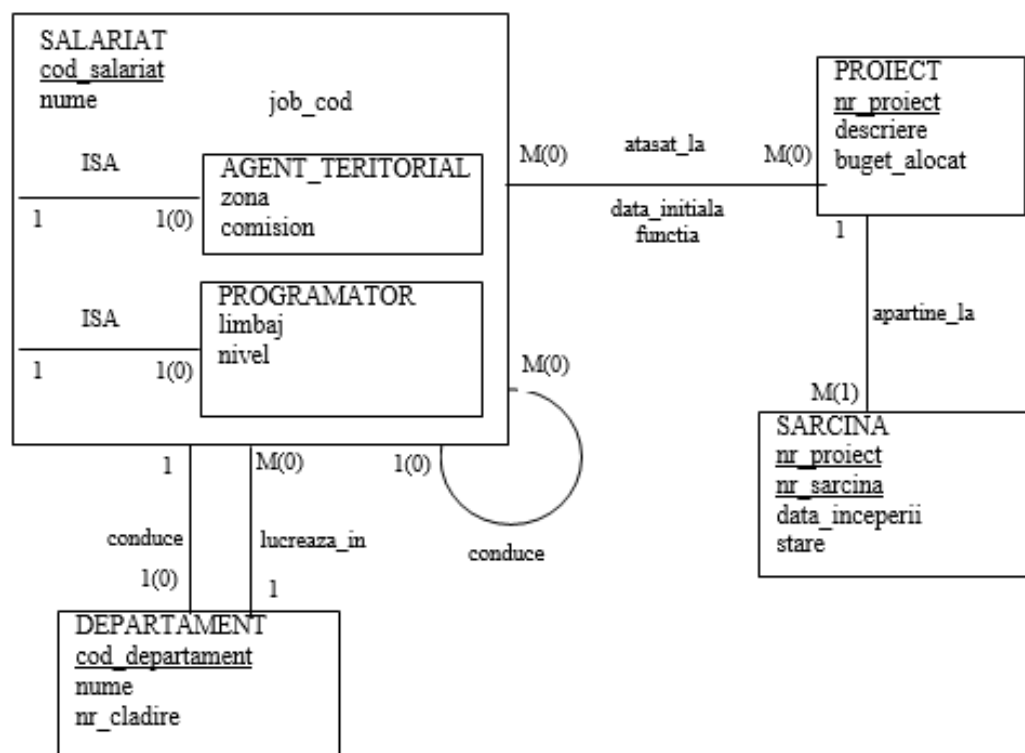 SALARIAT
cod_salariat
nume
job_cod
ISA
1
1(0)
AGENT_TERITORIAL
zona
comision
ISA
1
1(0)
PROGRAMATOR
limbaj
nivel
M(0)
atasat_la
M(0)
data_initiala
functia
PROIECT
nr_proiect
descriere
buget_alocat
1
apartine_la
M(1)
SARCINA
nr_proiect
nr_sarcina
data_inceperii
stare
M(0)
1(0)
conduce
1
conduce
1(0)
M(0)
lucreaza_in
1
DEPARTAMENT
cod_departament
nume
nr_cladire